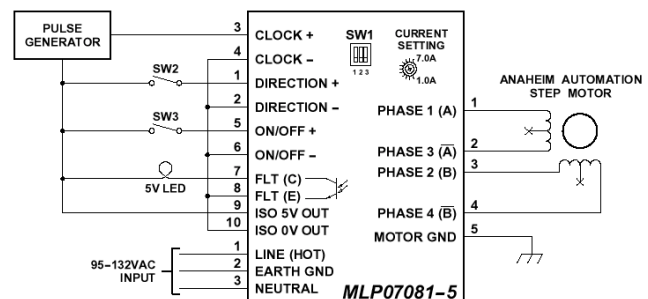 PULSE
GENERATOR
SW2
SW3
5V LED
95-132VAC
INPUT
3 CLOCK +
4 CLOCK -
1 DIRECTION +
2 DIRECTION -
5 ON/OFF +
6 ON/OFF -
7 FLT (C)
8 FLT (E)
9 ISO 5V OUT
10 ISO 0V OUT
1 LINE (HOT)
2 EARTH GND
3 NEUTRAL
SW1
1 2 3
CURRENT
SETTING
7.0A
1.0A
PHASE 1 (A) 1
PHASE 3 (A̅) 2
PHASE 2 (B) 3
PHASE 4 (B̅) 4
MOTOR GND 5
MLP07081-5
ANAHEIM AUTOMATION
STEP MOTOR